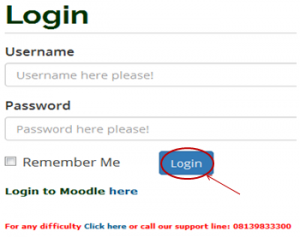 Login
Username
Username here please!
Password
Password here please!
Remember Me Login
Login to Moodle here
For any difficulty Click here or call our support line: 08139833300